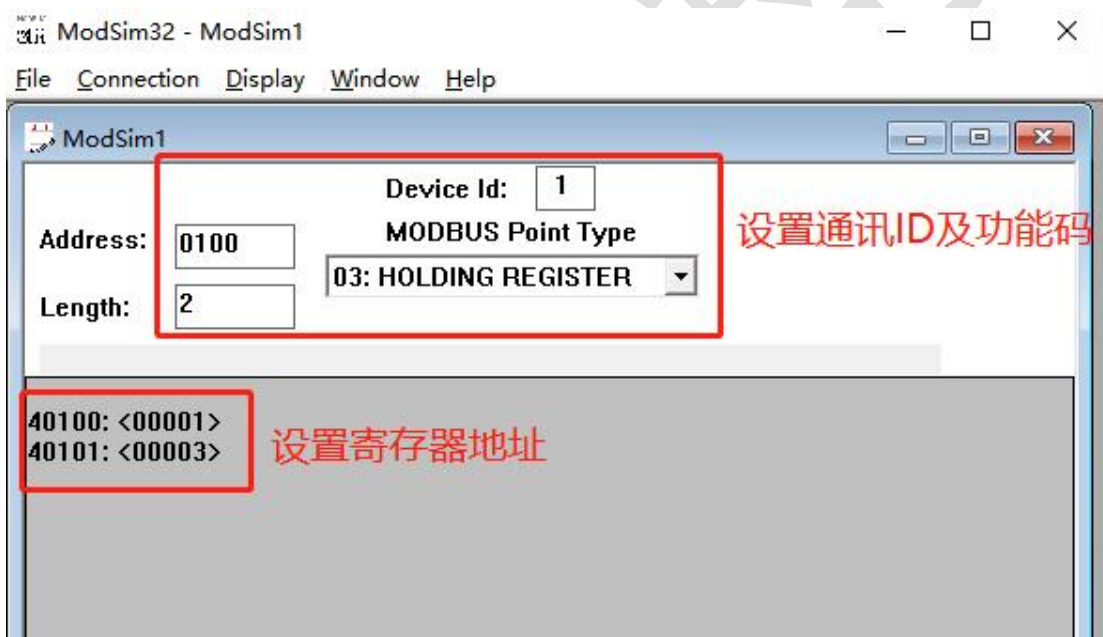 ModSim32 - ModSim1
File Connection Display Window Help
ModSim1
Device Id: 1
Address: 0100
MODBUS Point Type
03: HOLDING REGISTER
Length: 2
设置通讯ID及功能码
40100: <00001>
40101: <00003>
设置寄存器地址